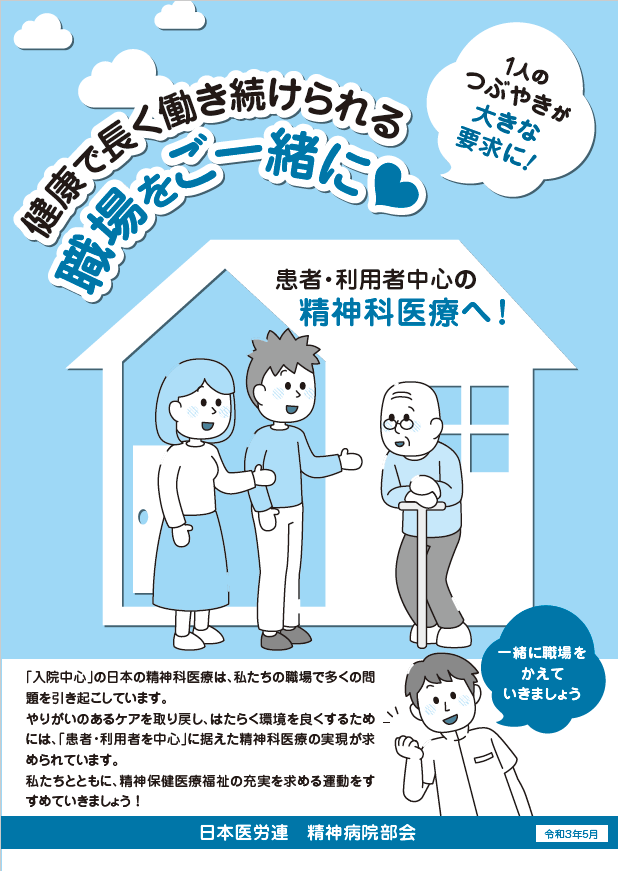 健康で長く働き続けられる
職場をご一緒に
1人の
つぶやきが
大きな
要求に!
患者・利用者中心の
精神科医療へ!
一緒に職場を
かえて
いきましょう
「入院中心」の日本の精神科医療は、私たちの職場で多くの問
題を引き起こしています。
やりがいのあるケアを取り戻し、はたらく環境を良くするため
には、「患者・利用者を中心」に据えた精神科医療の実現が求
められています。
私たちとともに、精神保健医療福祉の充実を求める運動をす
すめていきましょう!
日本医労連 精神病院部会
令和3年5月